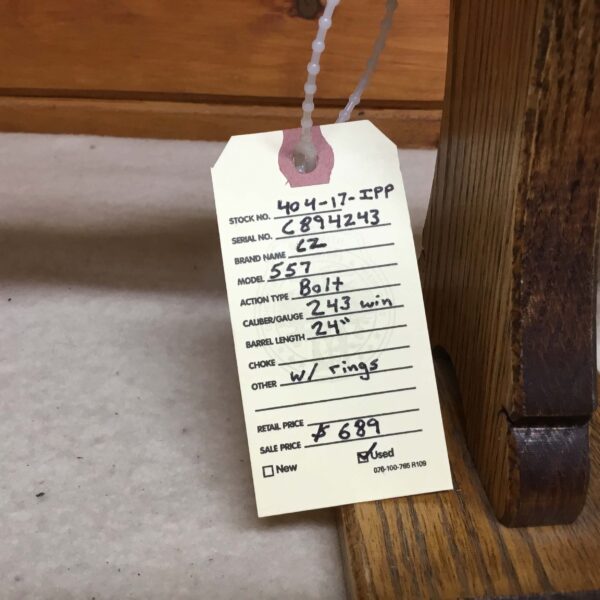 STOCK NO. 404-17-IPP
SERIAL NO. C894243
BRAND NAME CZ
MODEL 557
ACTION TYPE Bolt
CALIBER/GAUGE 243 win
BARREL LENGTH 24"
CHOKE
OTHER w/ rings
RETAIL PRICE
SALE PRICE $ 689
New Used
076-100-765 R109